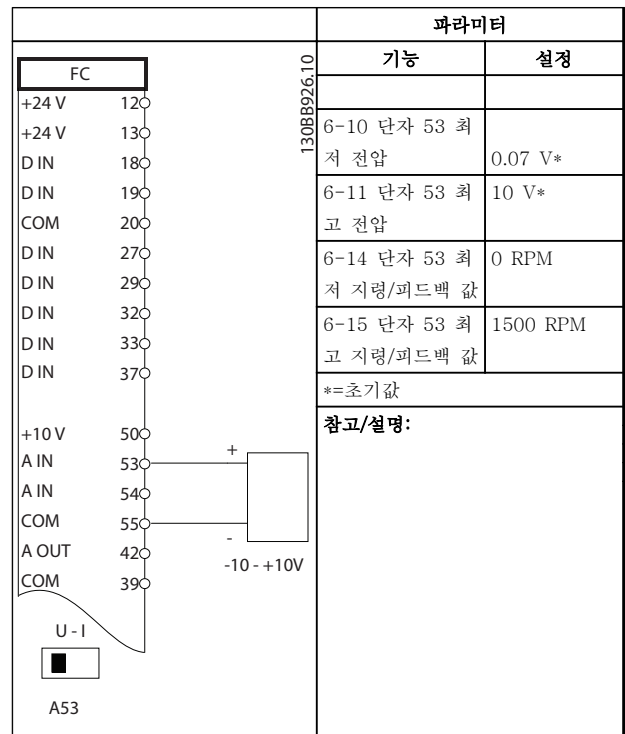 파라미터
기능 설정
FC
130BB926.10
+24 V 12
+24 V 13
D IN 18
D IN 19
COM 20
D IN 27
D IN 29
D IN 32
D IN 33
D IN 37
+10 V 50
A IN 53
A IN 54
COM 55
A OUT 42
COM 39
+
-
-10 - +10V
U - I
A53
6-10 단자 53 최
저 전압 0.07 V*
6-11 단자 53 최 10 V*
고 전압
6-14 단자 53 최 0 RPM
저 지령/피드백 값
6-15 단자 53 최 1500 RPM
고 지령/피드백 값
*=초기값
참고/설명: